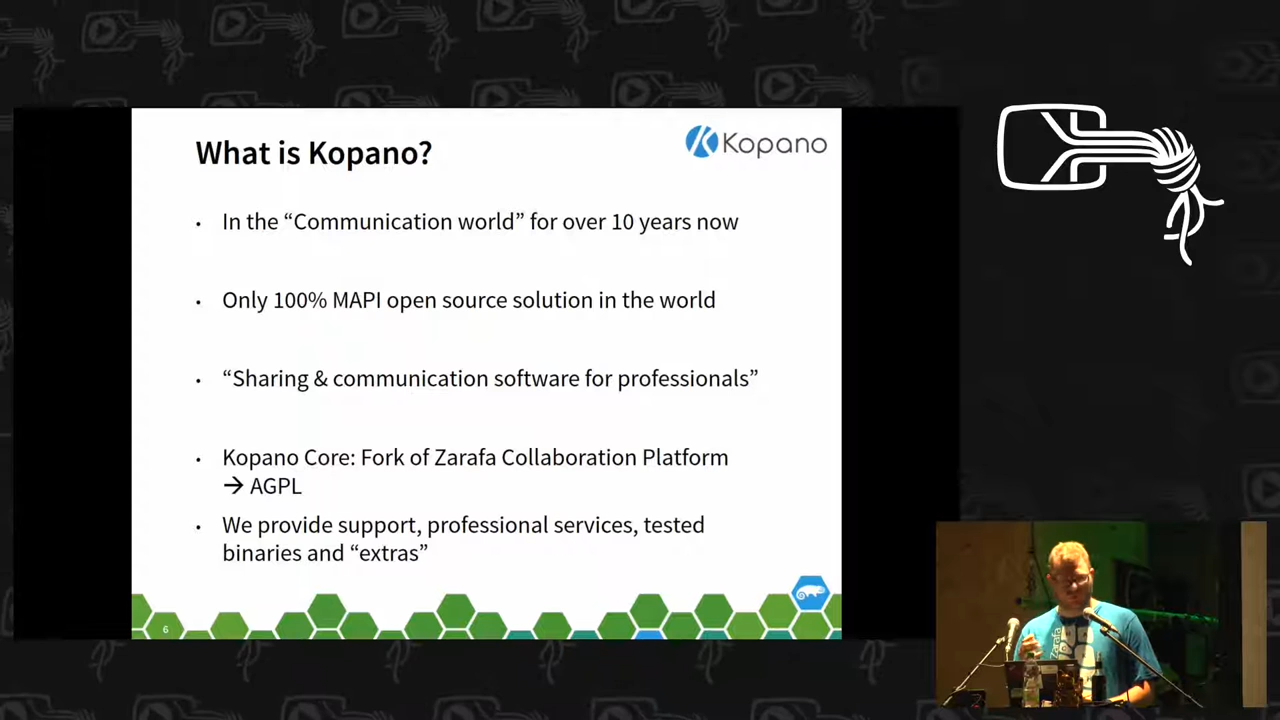 What is Kopano?
Kopano
• In the “Communication world” for over 10 years now
• Only 100% MAPI open source solution in the world
• “Sharing & communication software for professionals”
• Kopano Core: Fork of Zarafa Collaboration Platform
→ AGPL
• We provide support, professional services, tested
binaries and “extras”
6
Zarafa